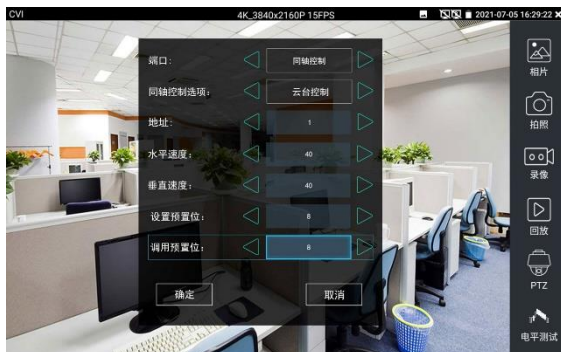 CVI 4K_3840x2160P 15FPS 2021-07-05 16:29:22
端口: 同轴控制
同轴控制选项: 云台控制
地址: 1
水平速度: 40
垂直速度: 40
设置预置位: 8
调用预置位: 8
确定 取消
相片
拍照
录像
回放
PTZ
电平测试